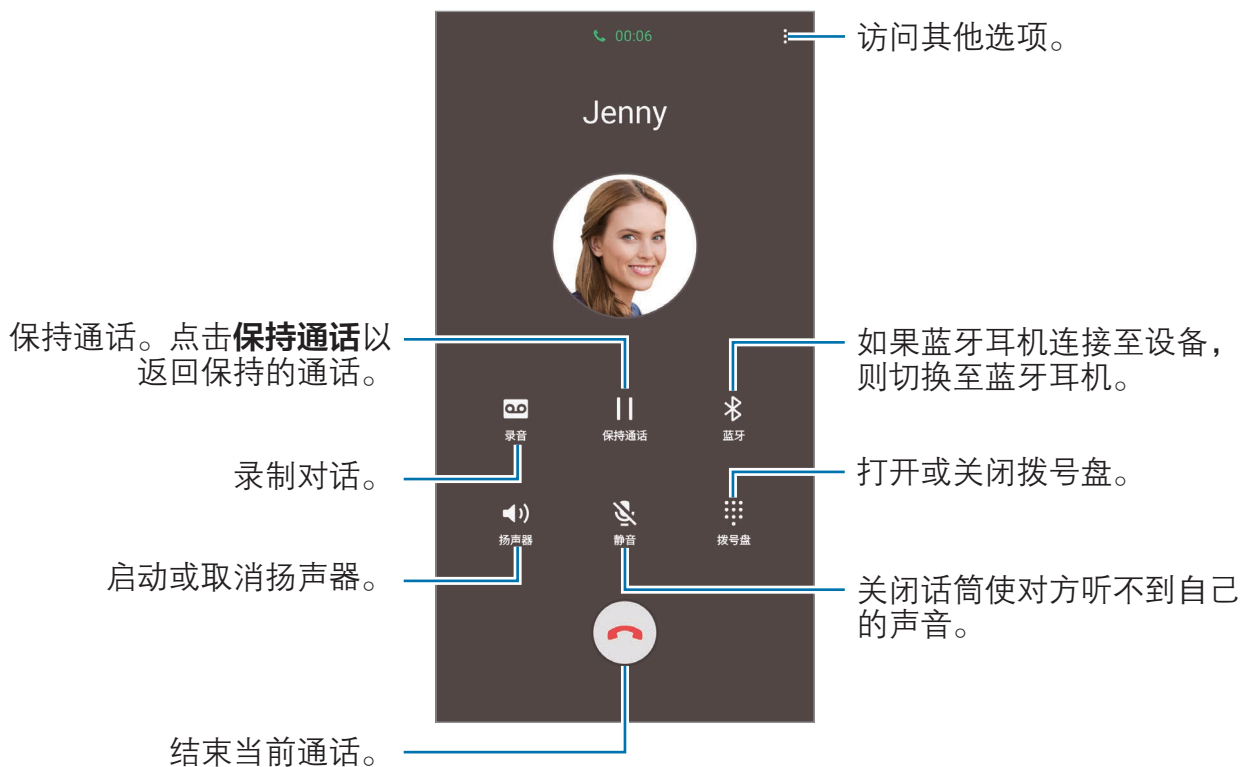 00:06
访问其他选项。
Jenny
保持通话。点击保持通话以
返回保持的通话。
如果蓝牙耳机连接至设备，
则切换至蓝牙耳机。
录音
保持通话
蓝牙
录制对话。
打开或关闭拨号盘。
扬声器
静音
拨号盘
启动或取消扬声器。
关闭话筒使对方听不到自己
的声音。
结束当前通话。